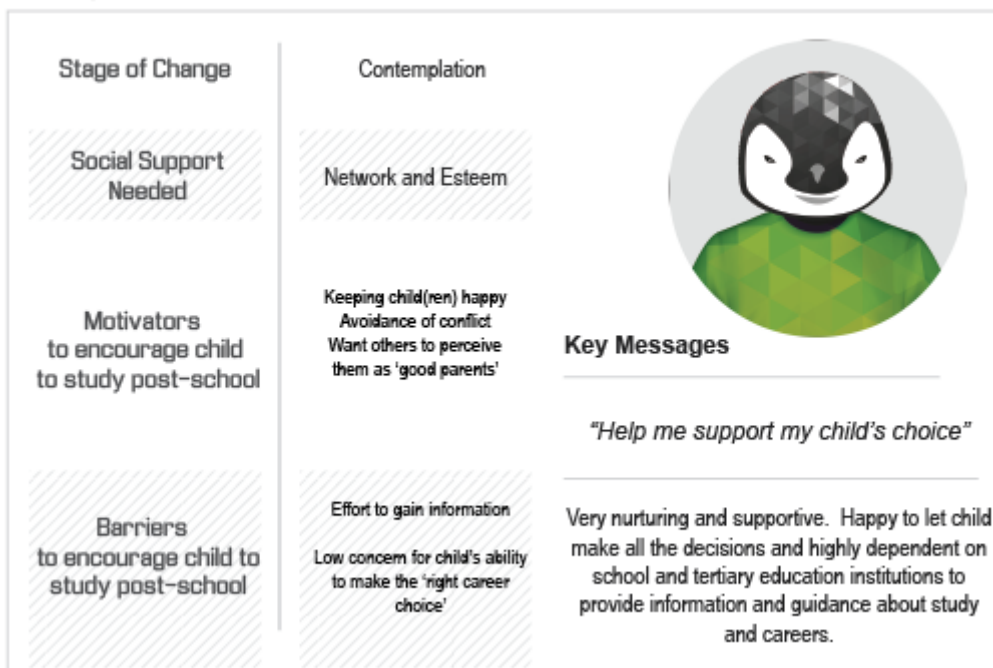 Stage of Change
Contemplation
Social Support
Needed
Network and Esteem
Motivators
to encourage child
to study post-school
Keeping child(ren) happy
Avoidance of conflict
Want others to perceive
them as ‘good parents’
Barriers
to encourage child to
study post-school
Effort to gain information
Low concern for child’s ability
to make the ‘right career
choice’
Key Messages
“Help me support my child’s choice”
Very nurturing and supportive. Happy to let child
make all the decisions and highly dependent on
school and tertiary education institutions to
provide information and guidance about study
and careers.